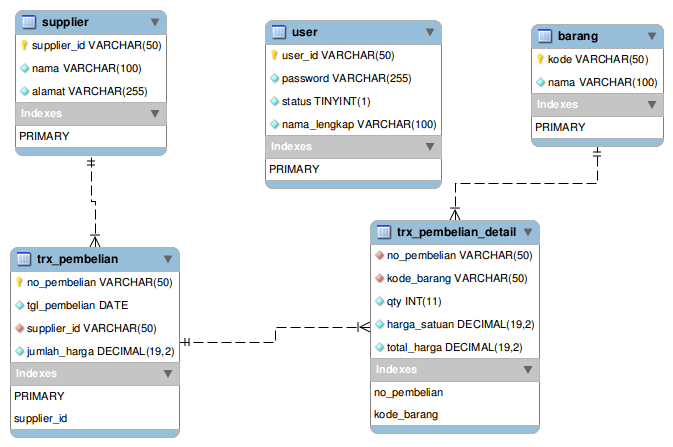 supplier
supplier_id VARCHAR(50)
nama VARCHAR(100)
alamat VARCHAR(255)
Indexes
PRIMARY
user
user_id VARCHAR(50)
password VARCHAR(255)
status TINYINT(1)
nama_lengkap VARCHAR(100)
Indexes
PRIMARY
barang
kode VARCHAR(50)
nama VARCHAR(100)
Indexes
PRIMARY
trx_pembelian
no_pembelian VARCHAR(50)
tgl_pembelian DATE
supplier_id VARCHAR(50)
jumlah_harga DECIMAL(19,2)
Indexes
PRIMARY
supplier_id
trx_pembelian_detail
no_pembelian VARCHAR(50)
kode_barang VARCHAR(50)
qty INT(11)
harga_satuan DECIMAL(19,2)
total_harga DECIMAL(19,2)
Indexes
no_pembelian
kode_barang